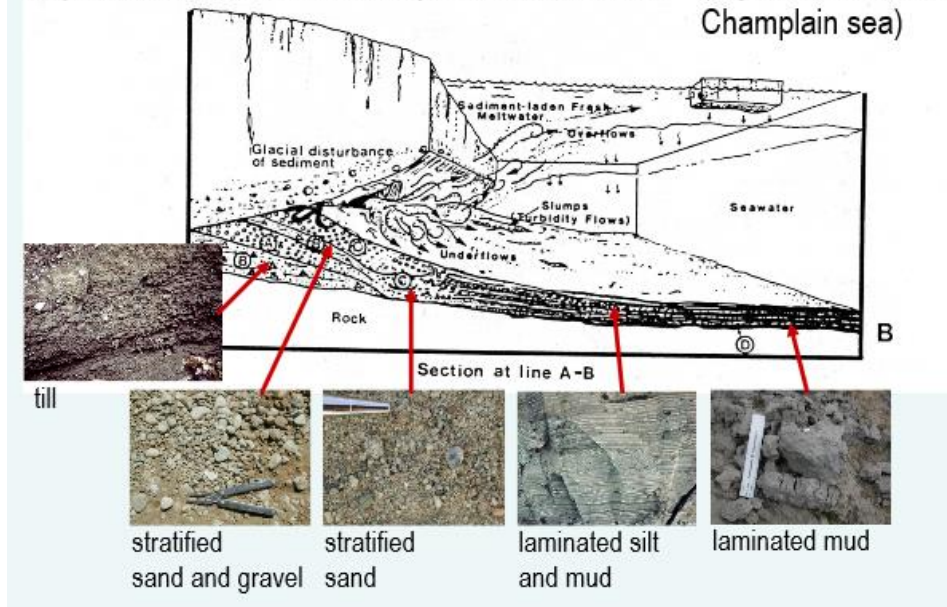 Champlain sea)
Sediment-laden Fresh
Meltwater
Overflows
Glacial disturbance
of sediment
Slumps
(Turbidity Flows)
Seawater
Underflows
A
B
B
C
C
Rock
D
B
Section at line A-B
till
stratified
sand and gravel
stratified
sand
laminated silt
and mud
laminated mud